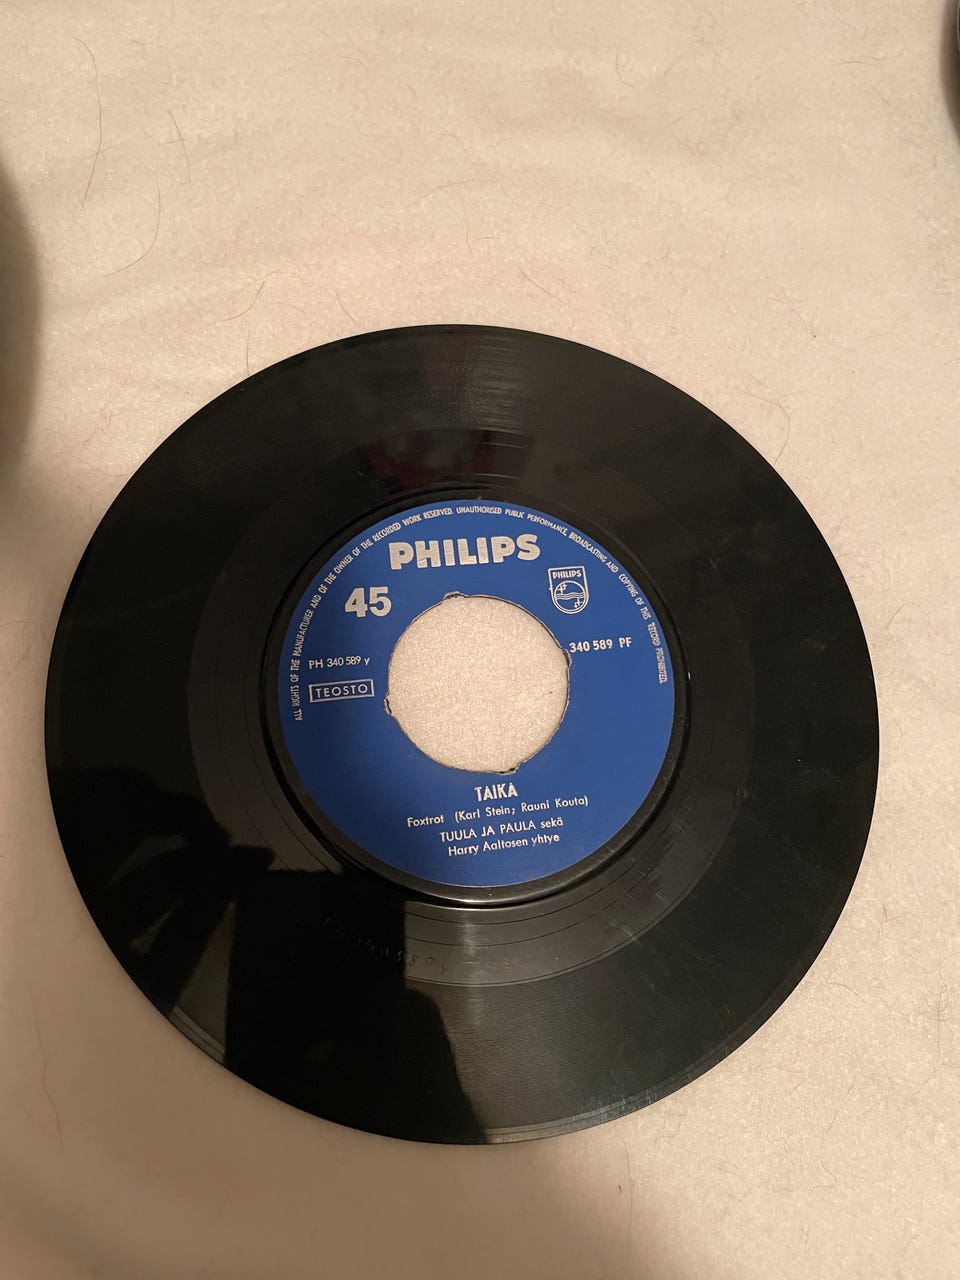 ALL RIGHTS OF THE MANUFACTURER AND OF THE OWNER OF THE RECORDED WORK RESERVED. UNAUTHORISED PUBLIC PERFORMANCE, BROADCASTING AND COPYING OF THIS RECORD PROHIBITED.
PHILIPS
PHILIPS
45
340 589 PF
PH 340 589 y
TEOSTO
TAIKA
Foxtrot (Karl Stein; Rauni Kouta)
TUULA JA PAULA sekä
Harry Aaltosen yhtye